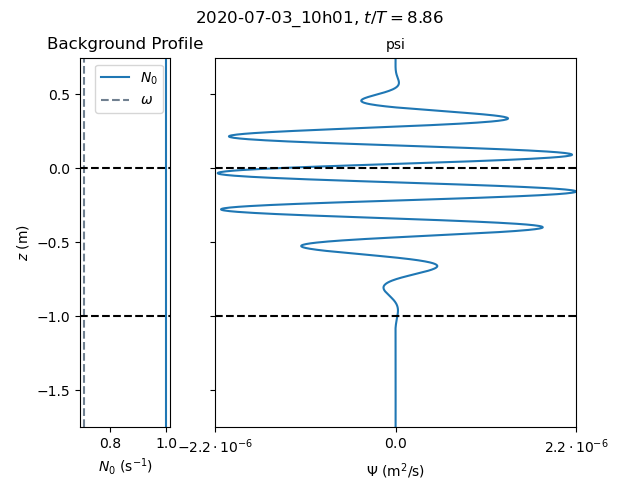 2020-07-03_10h01, t/T = 8.86
Background Profile
psi
N₀
ω
0.5
0.0
−0.5
−1.0
−1.5
z (m)
0.8
1.0
N₀ (s⁻¹)
−2.2 · 10⁻⁶
0.0
2.2 · 10⁻⁶
Ψ (m²/s)